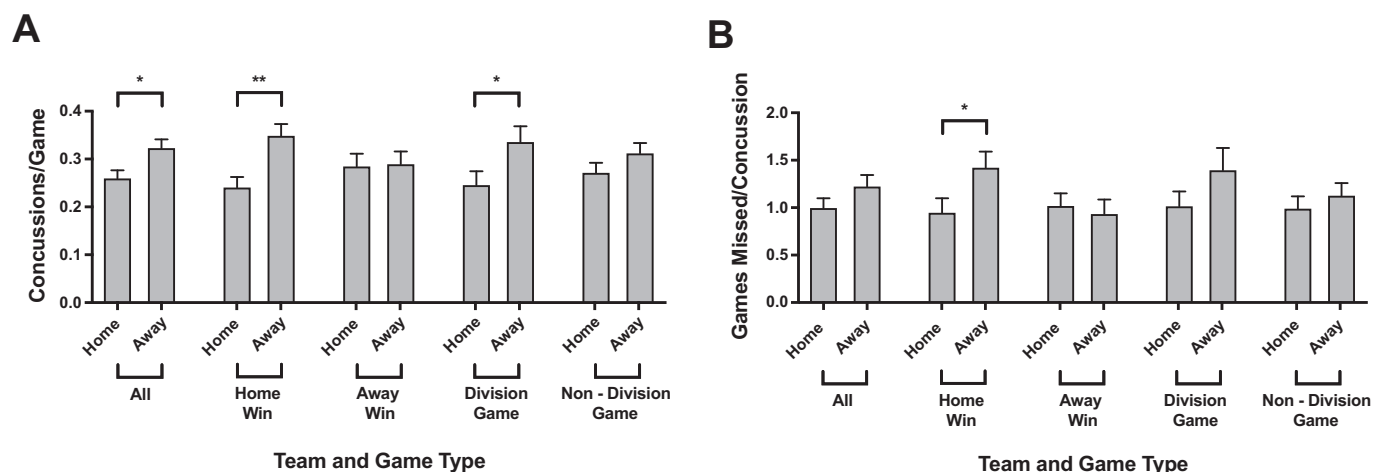 A
* ** *
0.4
0.3
0.2
0.1
0.0
Concussions/Game
Home Away Home Away Home Away Home Away Home Away
All Home Win Away Win Division Game Non - Division Game
Team and Game Type
B
*
2.0
1.5
1.0
0.5
0.0
Games Missed/Concussion
Home Away Home Away Home Away Home Away Home Away
All Home Win Away Win Division Game Non - Division Game
Team and Game Type